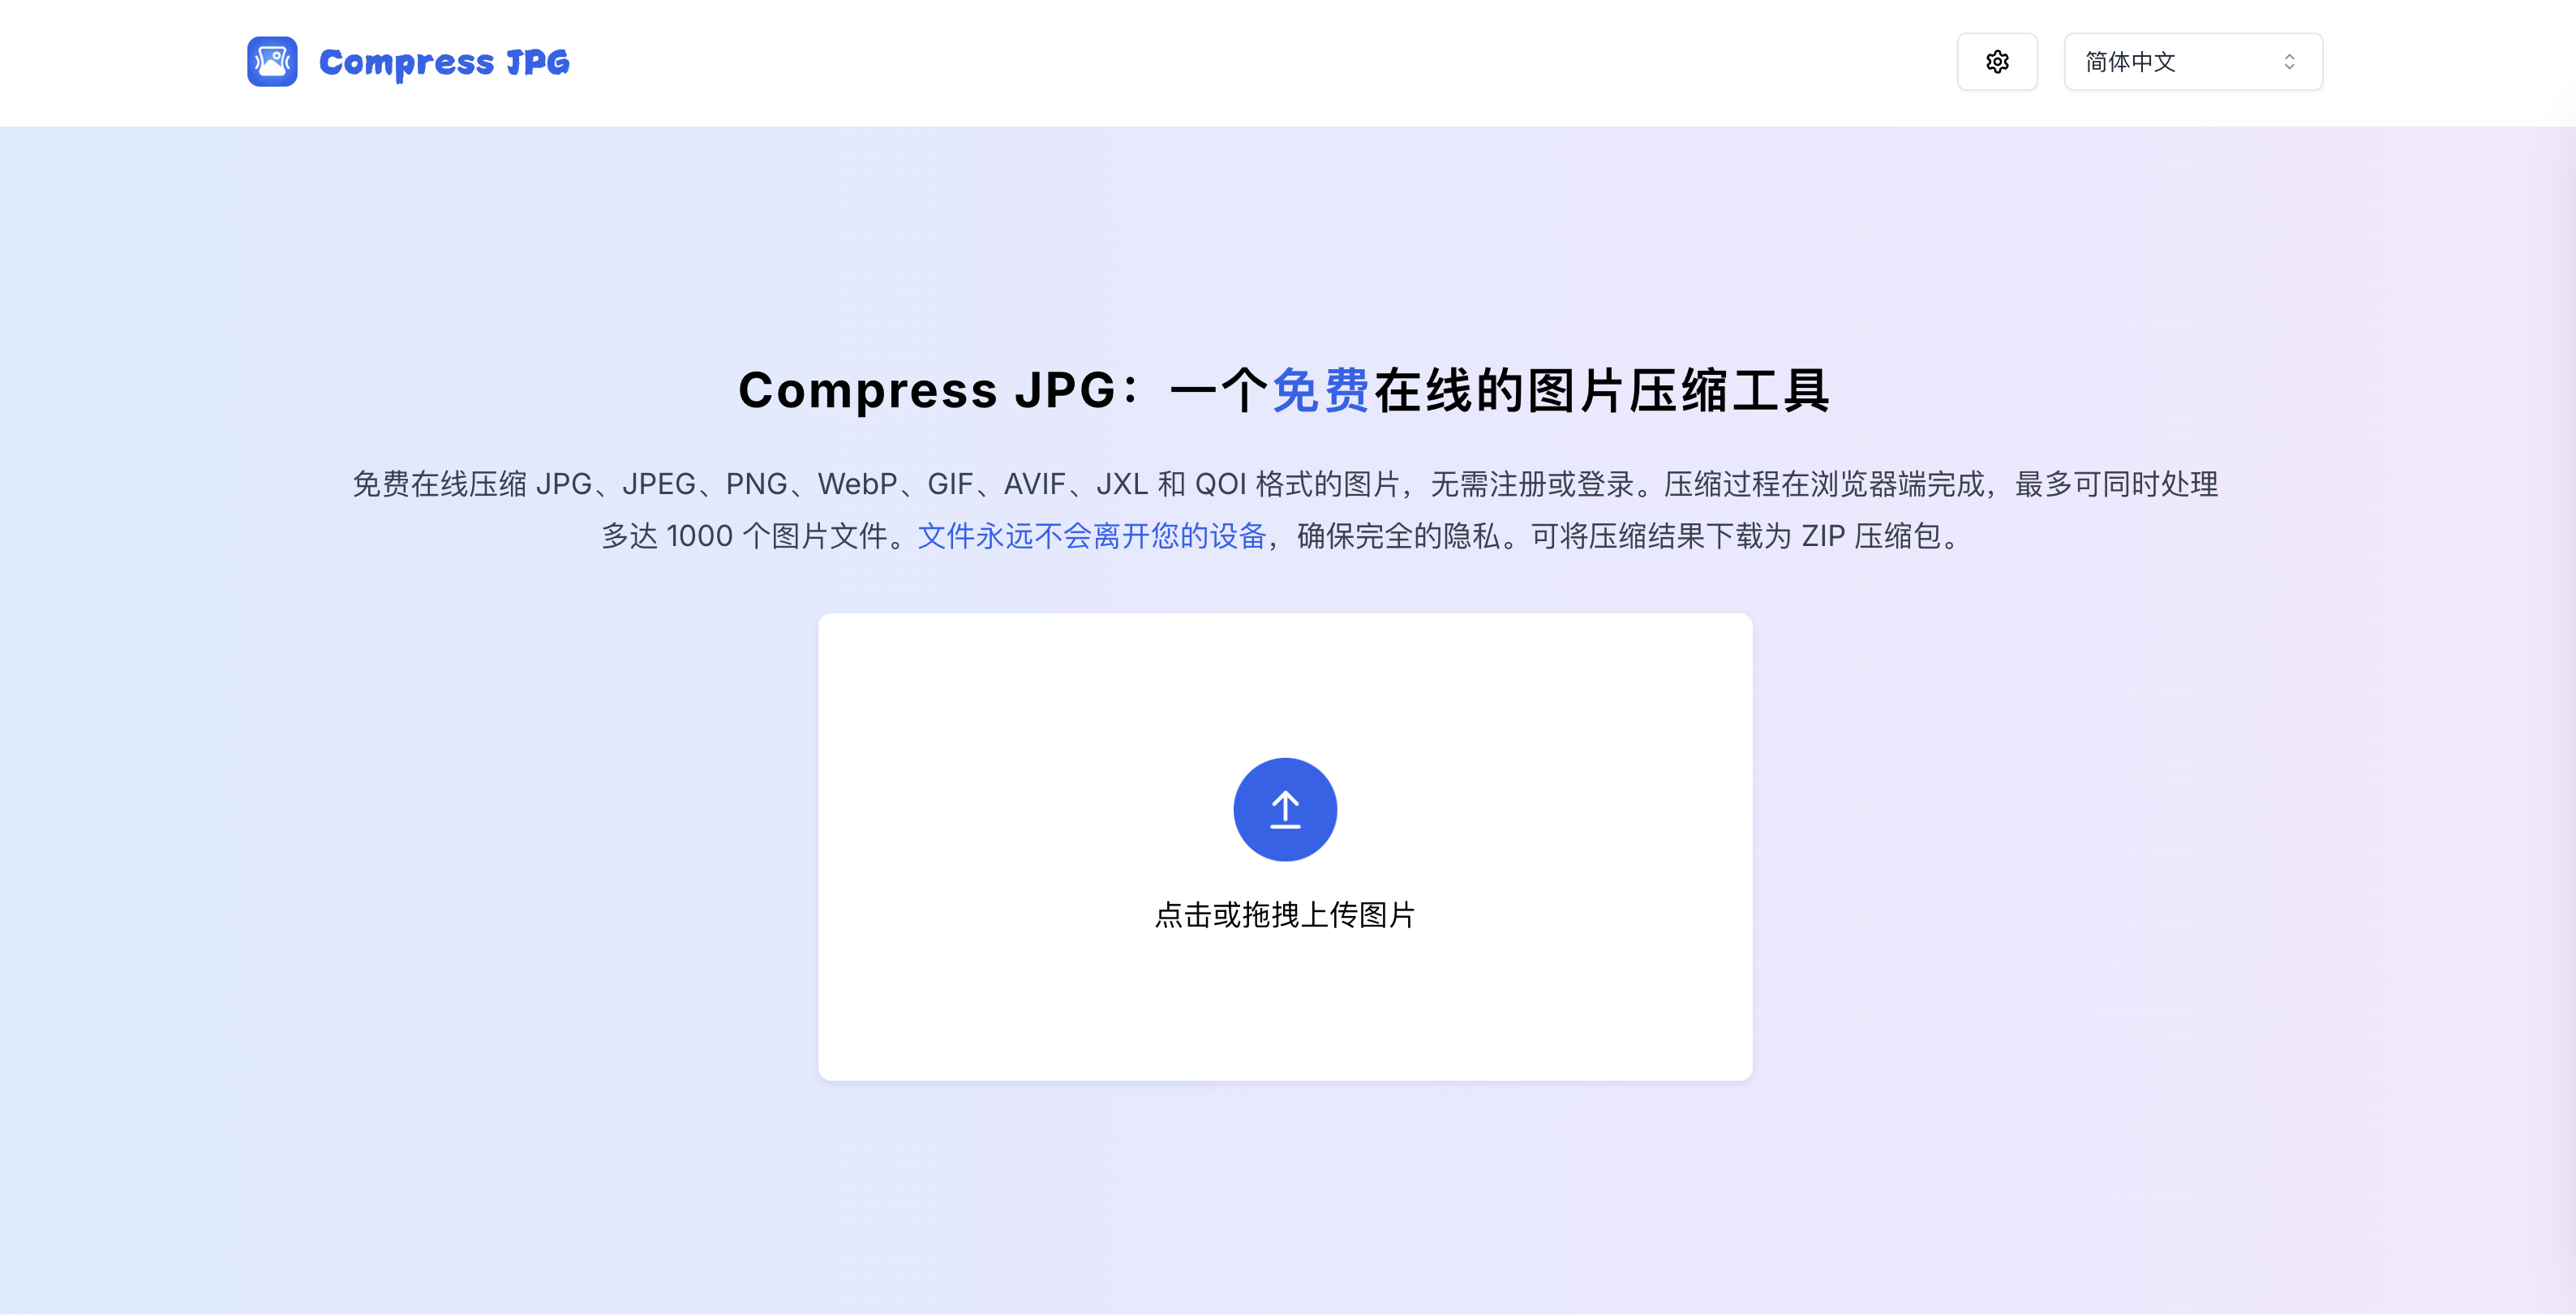 Compress JPG
简体中文
Compress JPG：一个免费在线的图片压缩工具
免费在线压缩 JPG、JPEG、PNG、WebP、GIF、AVIF、JXL 和 QOI 格式的图片，无需注册或登录。压缩过程在浏览器端完成，最多可同时处理
多达 1000 个图片文件。文件永远不会离开您的设备，确保完全的隐私。可将压缩结果下载为 ZIP 压缩包。
点击或拖拽上传图片